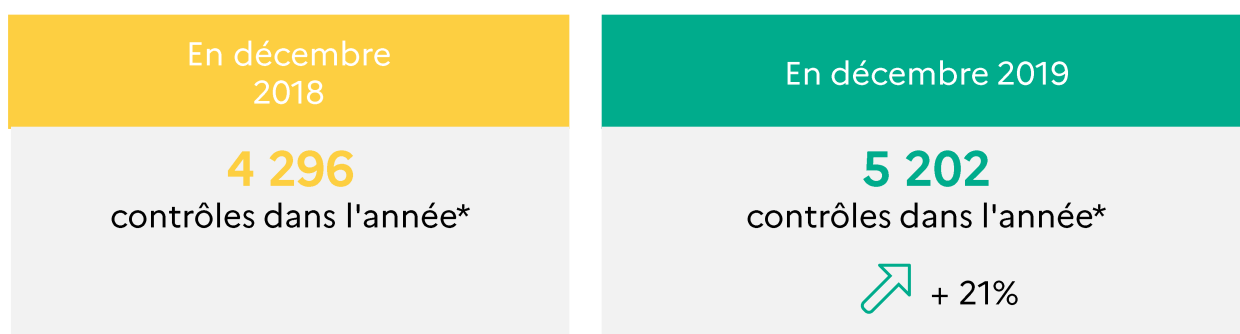 En décembre
2018
4 296
contrôles dans l'année*
En décembre 2019
5 202
contrôles dans l'année*
+ 21%